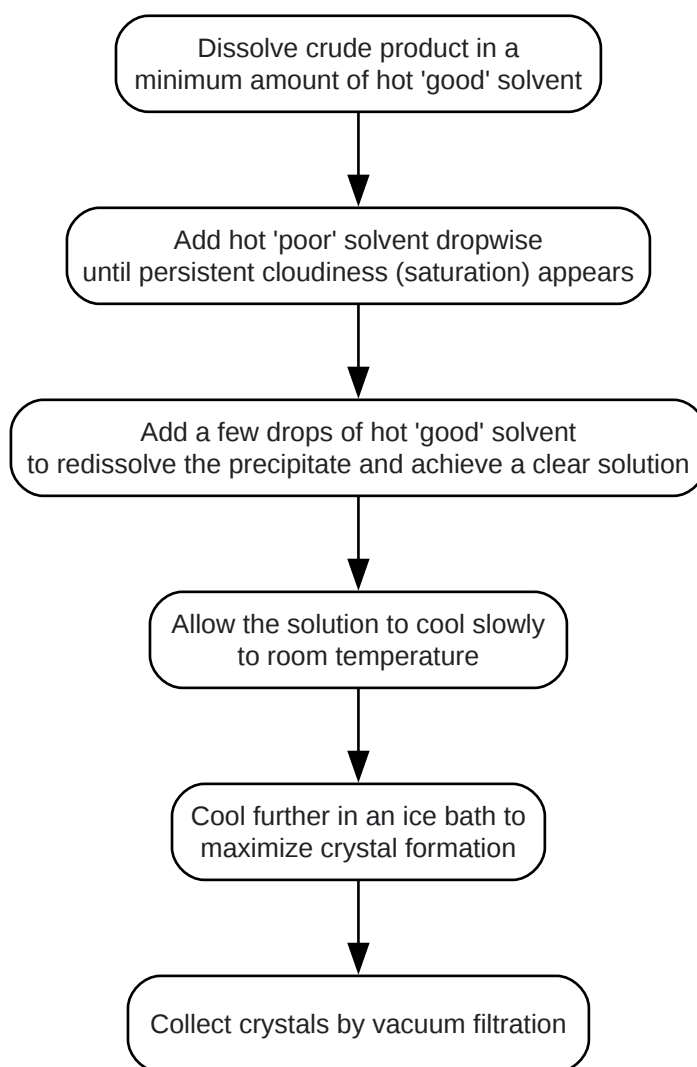 Dissolve crude product in a
minimum amount of hot 'good' solvent
Add hot 'poor' solvent dropwise
until persistent cloudiness (saturation) appears
Add a few drops of hot 'good' solvent
to redissolve the precipitate and achieve a clear solution
Allow the solution to cool slowly
to room temperature
Cool further in an ice bath to
maximize crystal formation
Collect crystals by vacuum filtration